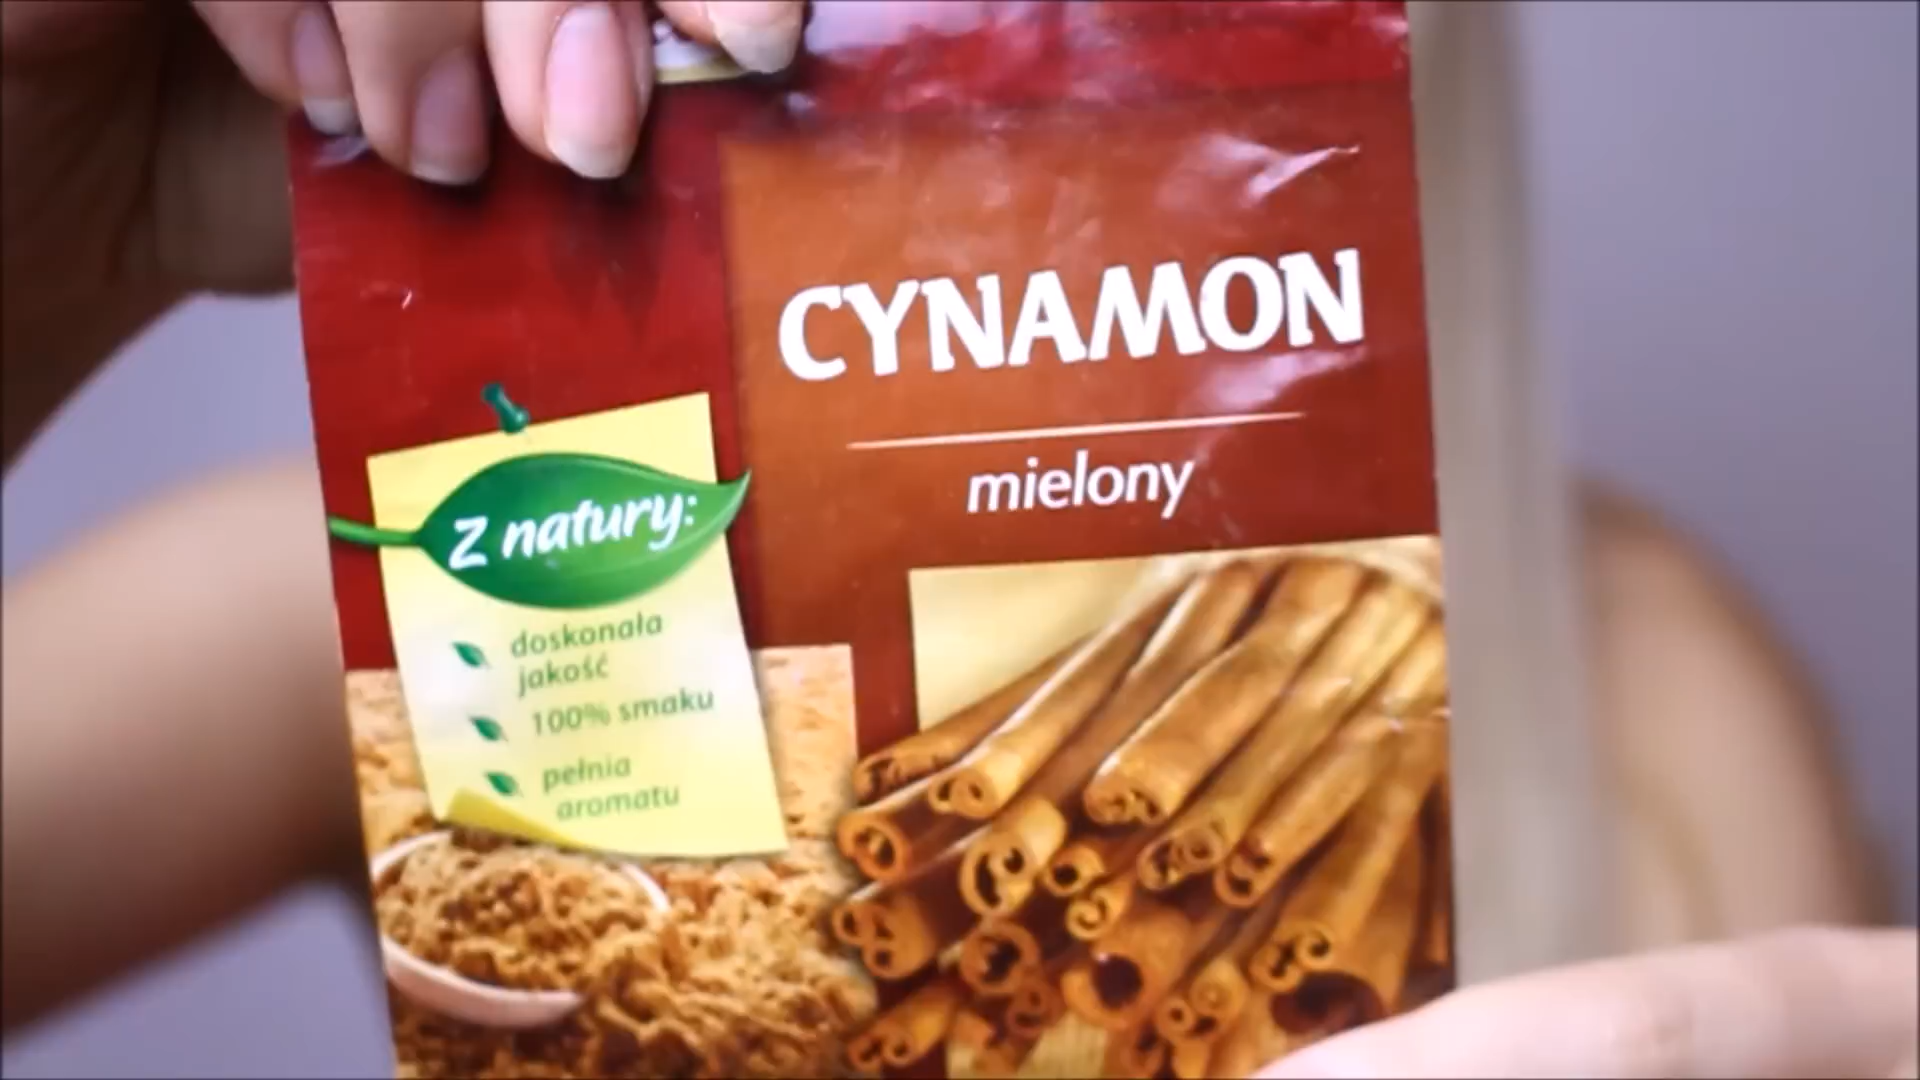 CYNAMON
mielony
Z natury:
doskonała
jakość
100% smaku
pełnia
aromatu